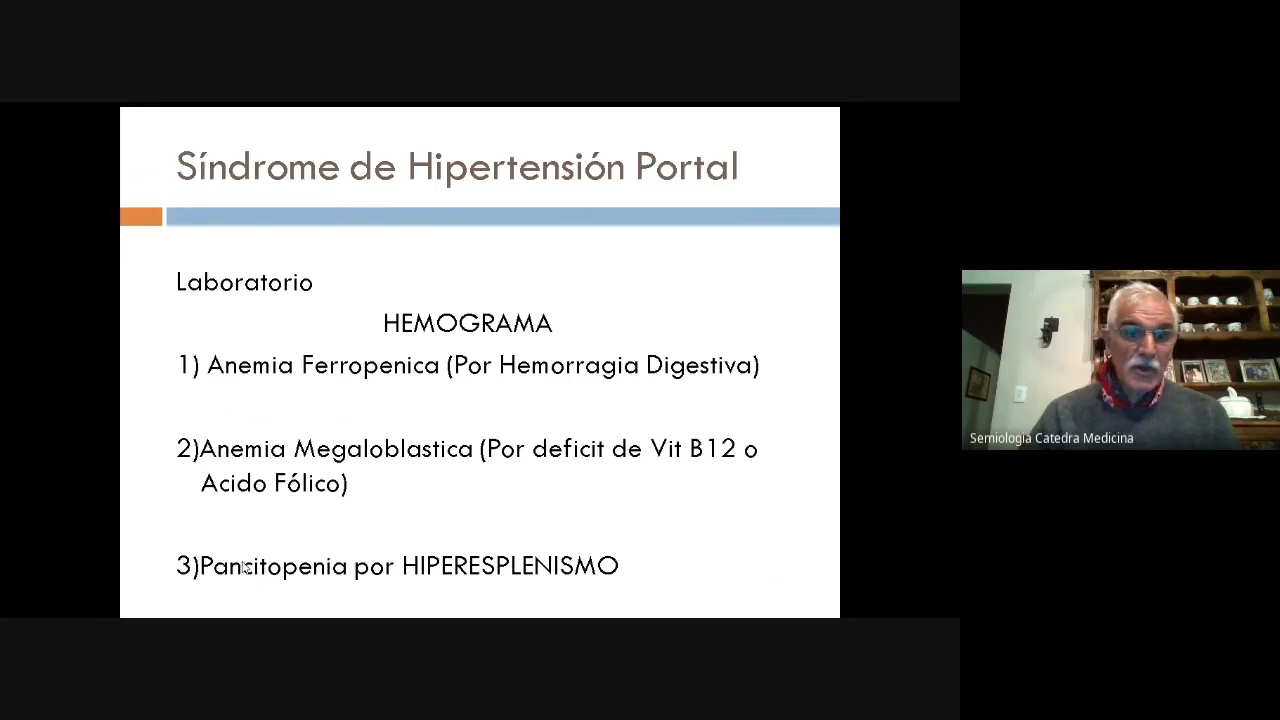 Síndrome de Hipertensión Portal
Laboratorio
HEMOGRAMA
1) Anemia Ferropenica (Por Hemorragia Digestiva)
2)Anemia Megaloblastica (Por deficit de Vit B12 o
Acido Fólico)
3)Pancitopenia por HIPERESPLENISMO
Semiologia Catedra Medicina